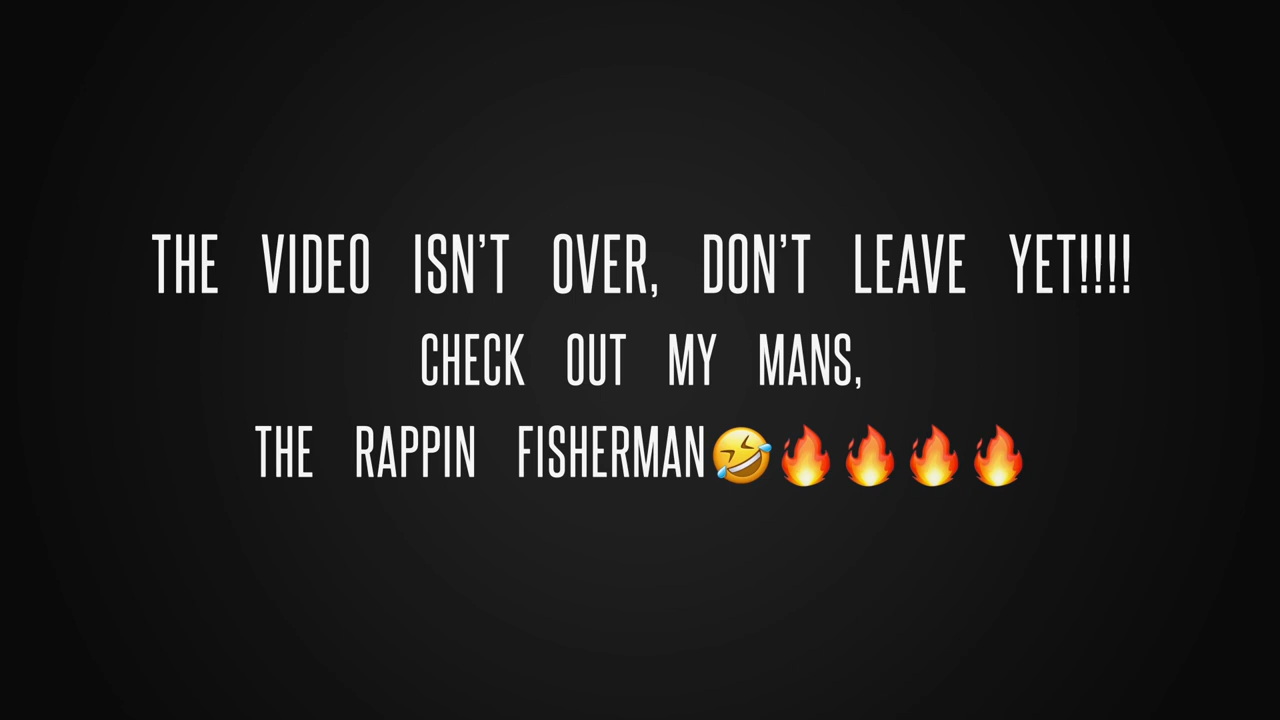 THE VIDEO ISN’T OVER, DON’T LEAVE YET!!!!
CHECK OUT MY MANS,
THE RAPPIN FISHERMAN🤣🔥🔥🔥🔥